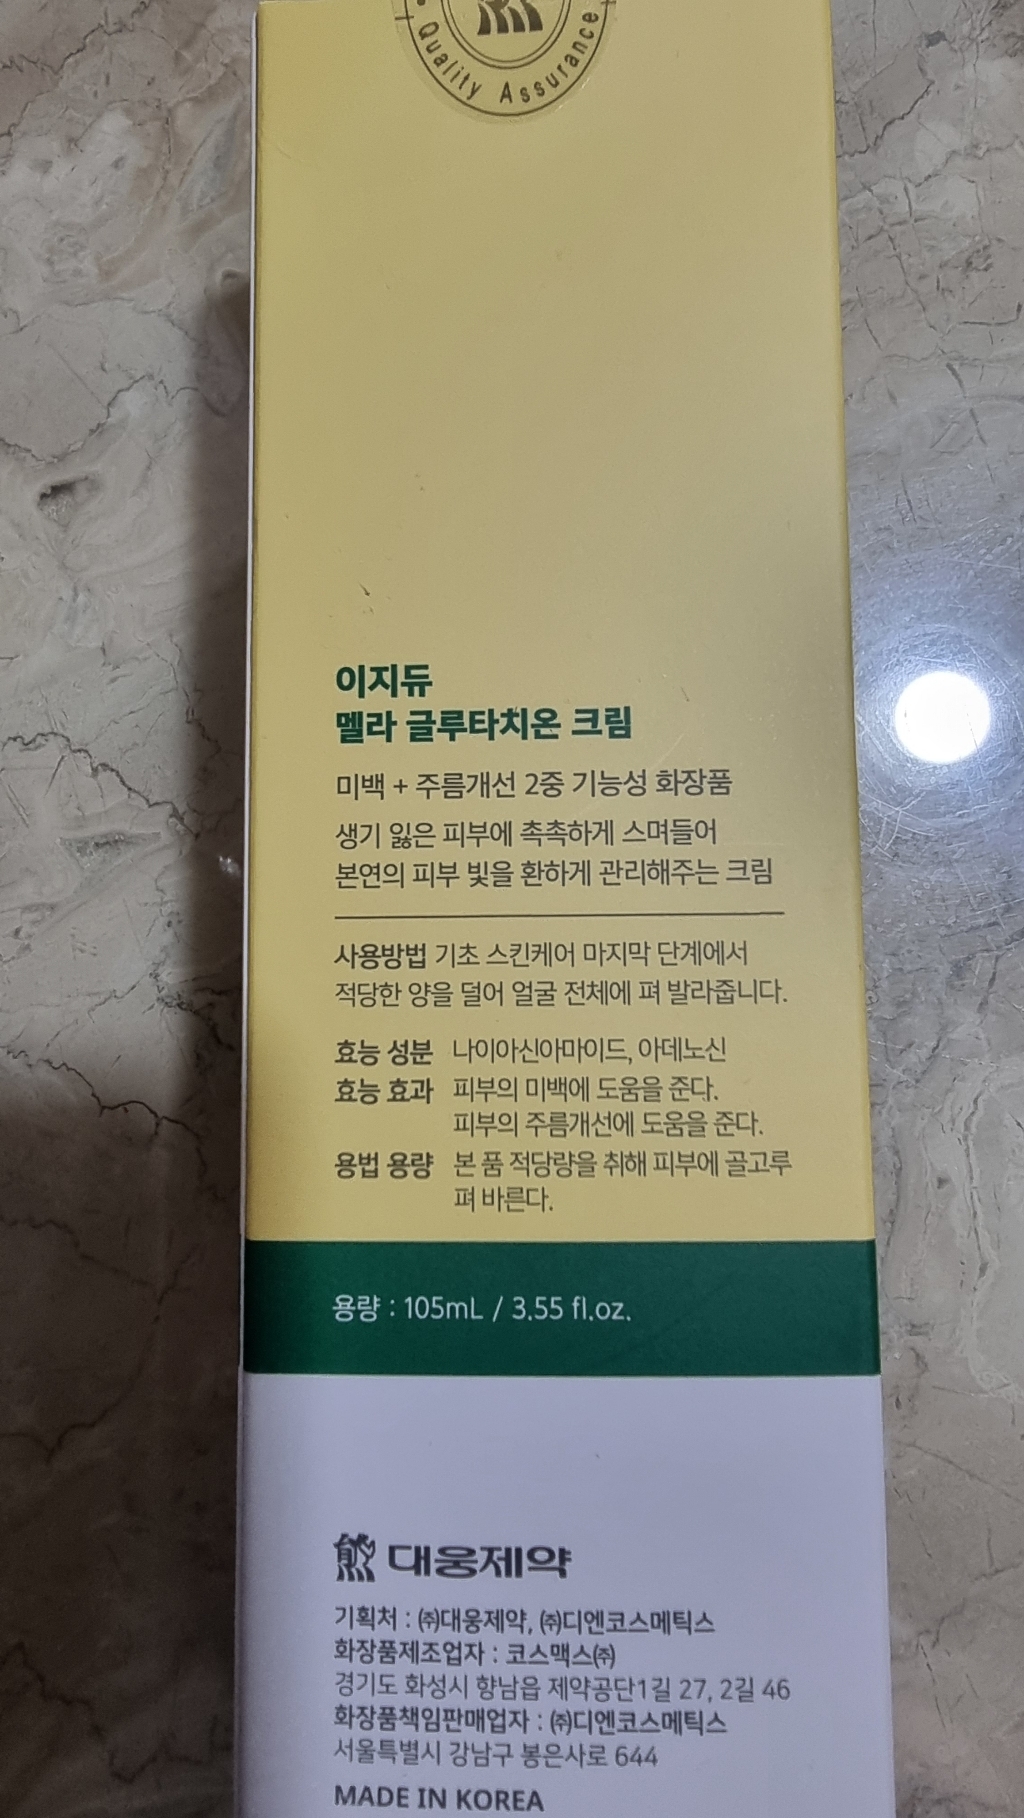 Quality Assurance
이지듀
멜라 글루타치온 크림
미백 + 주름개선 2중 기능성 화장품
생기 잃은 피부에 촉촉하게 스며들어
본연의 피부 빛을 환하게 관리해주는 크림
사용방법 기초 스킨케어 마지막 단계에서
적당한 양을 덜어 얼굴 전체에 펴 발라줍니다.
효능 성분 나이아신아마이드, 아데노신
효능 효과 피부의 미백에 도움을 준다.
피부의 주름개선에 도움을 준다.
용법 용량 본 품 적당량을 취해 피부에 골고루
펴 바른다.
용량 : 105mL / 3.55 fl.oz.
대웅제약
기획처 : ㈜대웅제약, ㈜디엔코스메틱스
화장품제조업자 : 코스맥스㈜
경기도 화성시 향남읍 제약공단1길 27, 2길 46
화장품책임판매업자 : ㈜디엔코스메틱스
서울특별시 강남구 봉은사로 644
MADE IN KOREA